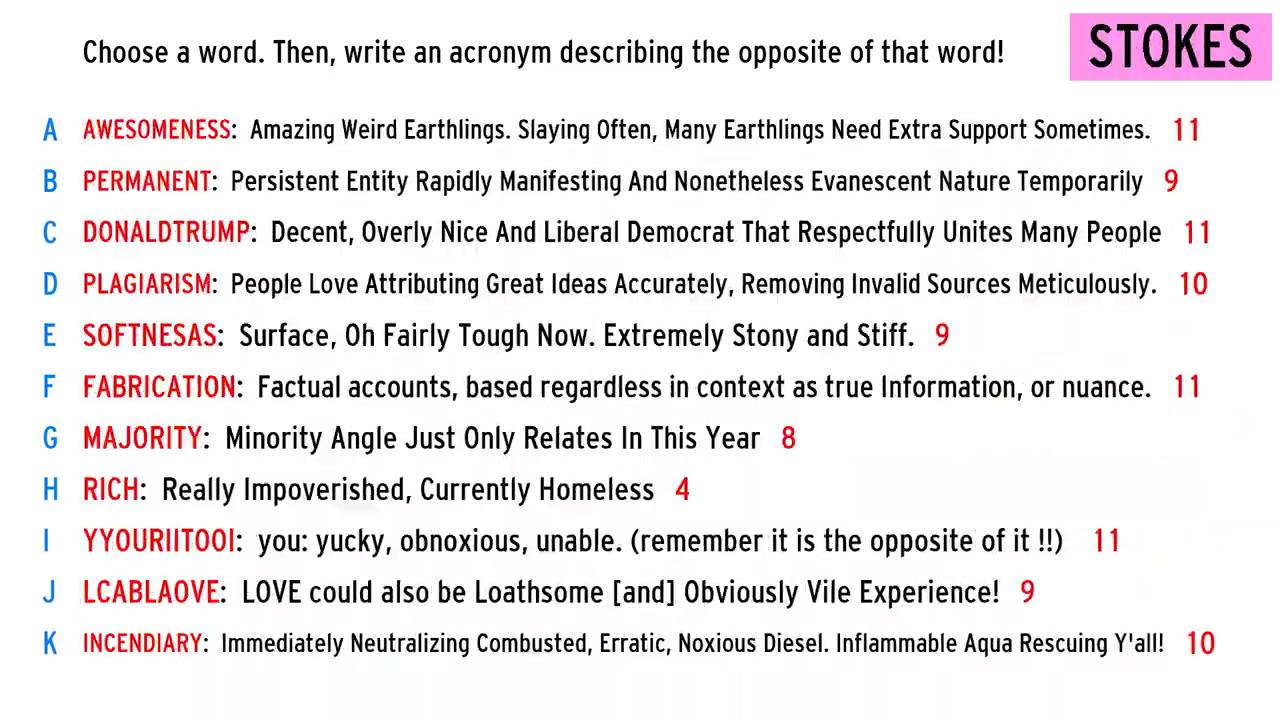 Choose a word. Then, write an acronym describing the opposite of that word!
STOKES
A AWESOMENESS: Amazing Weird Earthlings. Slaying Often, Many Earthlings Need Extra Support Sometimes. 11
B PERMANENT: Persistent Entity Rapidly Manifesting And Nonetheless Evanescent Nature Temporarily 9
C DONALDTRUMP: Decent, Overly Nice And Liberal Democrat That Respectfully Unites Many People 11
D PLAGIARISM: People Love Attributing Great Ideas Accurately, Removing Invalid Sources Meticulously. 10
E SOFTNESAS: Surface, Oh Fairly Tough Now. Extremely Stony and Stiff. 9
F FABRICATION: Factual accounts, based regardless in context as true Information, or nuance. 11
G MAJORITY: Minority Angle Just Only Relates In This Year 8
H RICH: Really Impoverished, Currently Homeless 4
I YYOURIITOOI: you: yucky, obnoxious, unable. (remember it is the opposite of it !!) 11
J LCABLAOVE: LOVE could also be Loathsome [and] Obviously Vile Experience! 9
K INCENDIARY: Immediately Neutralizing Combusted, Erratic, Noxious Diesel. Inflammable Aqua Rescuing Y'all! 10